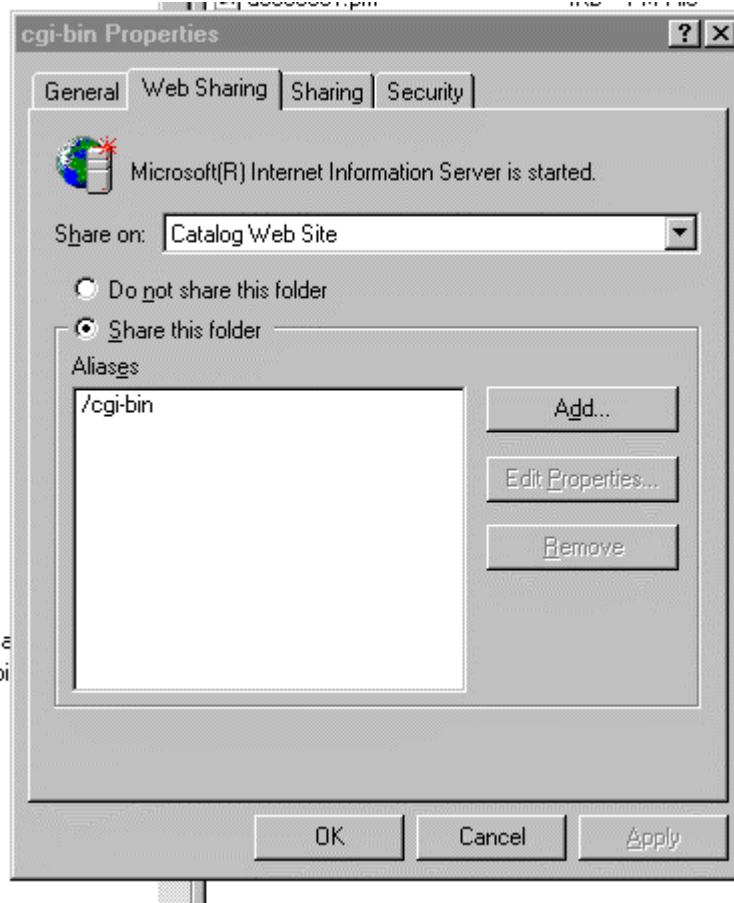 cgi-bin Properties
General Web Sharing Sharing Security
Microsoft(R) Internet Information Server is started.
Share on: Catalog Web Site
Do not share this folder
Share this folder
Aliases
/cgi-bin
Add...
Edit Properties...
Remove
OK Cancel Apply